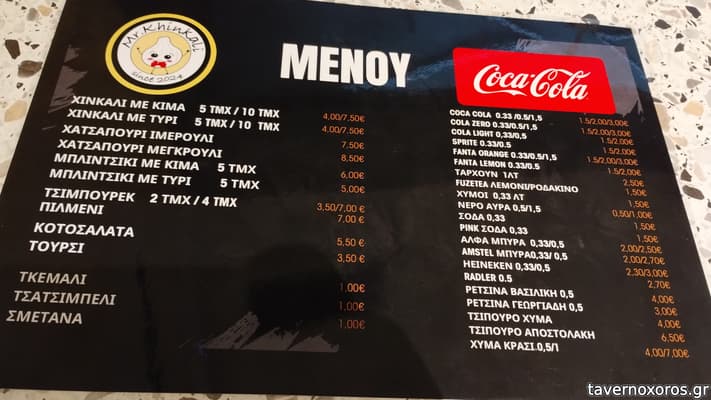 Mr.Khinkali
since 2024
ΜΕΝΟΥ
Coca-Cola
ΧΙΝΚΑΛΙ ΜΕ ΚΙΜΑ 5 ΤΜΧ / 10 ΤΜΧ 4,00/7,50€
ΧΙΝΚΑΛΙ ΜΕ ΤΥΡΙ 5 ΤΜΧ / 10 ΤΜΧ 4,00/7,50€
ΧΑΤΣΑΠΟΥΡΙ ΙΜΕΡΟΥΛΙ 7,50€
ΧΑΤΣΑΠΟΥΡΙ ΜΕΓΚΡΟΥΛΙ 8,50€
ΜΠΛΙΝΤΣΙΚΙ ΜΕ ΚΙΜΑ 5 ΤΜΧ 6,00€
ΜΠΛΙΝΤΣΙΚΙ ΜΕ ΤΥΡΙ 5 ΤΜΧ 5,00€
ΤΣΙΜΠΟΥΡΕΚ 2 ΤΜΧ / 4 ΤΜΧ 3,50/7,00 €
ΠΙΛΜΕΝΙ 7,00 €
ΚΟΤΟΣΑΛΑΤΑ 5,50 €
ΤΟΥΡΣΙ 3,50 €
ΤΚΕΜΑΛΙ 1,00€
ΤΣΑΤΣΙΜΠΕΛΙ 1,00€
ΣΜΕΤΑΝΑ 1,00€
COCA COLA 0.33 /0.5/1,5 1.5/2,00/3,00€
COLA ZERO 0.33/0.5/1,5 1.5/2,00/3,00€
COLA LIGHT 0,33/0.5 1.5/2,00€
SPRITE 0.33/0.5 1.5/2,00€
FANTA ORANGE 0.33/0.5/1,5 1.5/2,00/3,00€
FANTA LEMON 0.33/0.5 1.5/2,00€
ΤΑΡΧΟΥΝ 1ΛΤ 2,50€
FUZETEA ΛΕΜΟΝΙ/ΡΟΔΑΚΙΝΟ 1,50€
ΧΥΜΟΙ 0,33 ΛΤ 1,50€
ΝΕΡΟ ΑΥΡΑ 0,5/1,5 0,50/1,00€
ΣΟΔΑ 0,33 1,50€
PINK ΣΟΔΑ 0,33 1,50€
ΑΛΦΑ ΜΠΥΡΑ 0,33/0,5 2,00/2,50€
AMSTEL ΜΠΥΡΑ0,33/ 0,5 2,00/2,70€
HEINEKEN 0,33/0,5 2,30/3,00€
RADLER 0.5 2,70€
ΡΕΤΣΙΝΑ ΒΑΣΙΛΙΚΗ 0,5 4,00€
ΡΕΤΣΙΝΑ ΓΕΩΡΓΙΑΔΗ 0,5 3,00€
ΤΣΙΠΟΥΡΟ ΧΥΜΑ 4,00€
ΤΣΙΠΟΥΡΟ ΑΠΟΣΤΟΛΑΚΗ 6,50€
ΧΥΜΑ ΚΡΑΣΙ 0,5/1 4,00/7,00€
tavernoxoros.gr